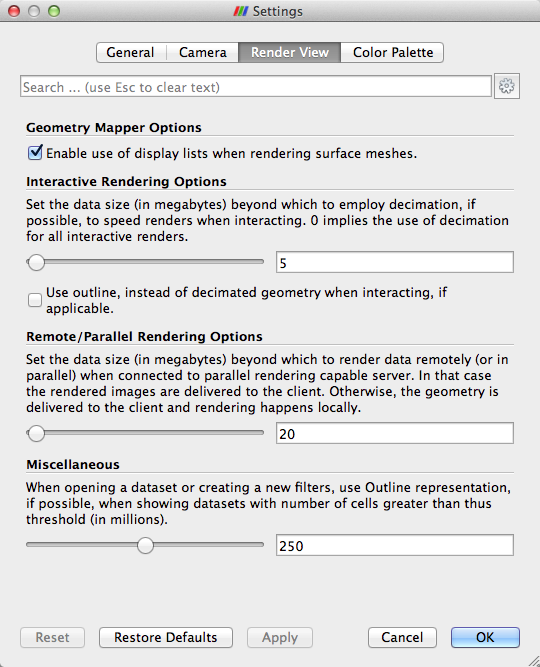 Settings
General Camera Render View Color Palette
Search ... (use Esc to clear text)
Geometry Mapper Options
Enable use of display lists when rendering surface meshes.
Interactive Rendering Options
Set the data size (in megabytes) beyond which to employ decimation, if
possible, to speed renders when interacting. 0 implies the use of decimation
for all interactive renders.
5
Use outline, instead of decimated geometry when interacting, if
applicable.
Remote/Parallel Rendering Options
Set the data size (in megabytes) beyond which to render data remotely (or in
parallel) when connected to parallel rendering capable server. In that case
the rendered images are delivered to the client. Otherwise, the geometry is
delivered to the client and rendering happens locally.
20
Miscellaneous
When opening a dataset or creating a new filters, use Outline representation,
if possible, when showing datasets with number of cells greater than thus
threshold (in millions).
250
Reset Restore Defaults Apply Cancel OK